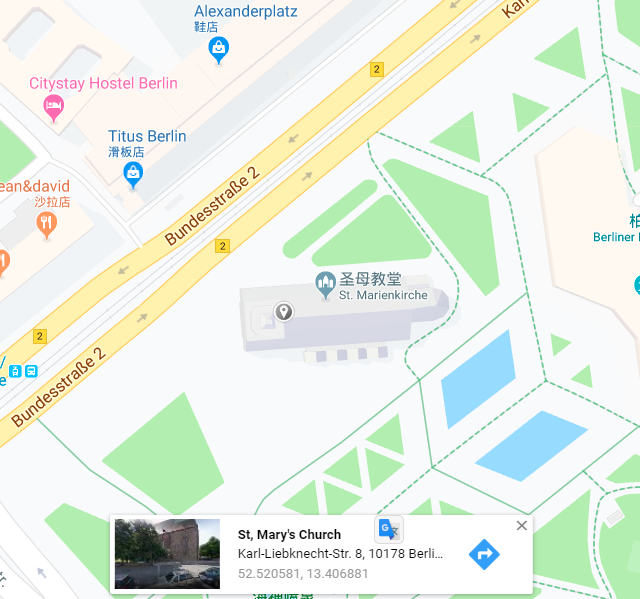 Alexanderplatz
鞋店
2
Citystay Hostel Berlin
Titus Berlin
滑板店
ean&david
沙拉店
Bundesstraße 2
2
圣母教堂
St. Marienkirche
柏
Berliner
2
Bundesstraße 2
St, Mary's Church
Karl-Liebknecht-Str. 8, 10178 Berli...
52.520581, 13.406881